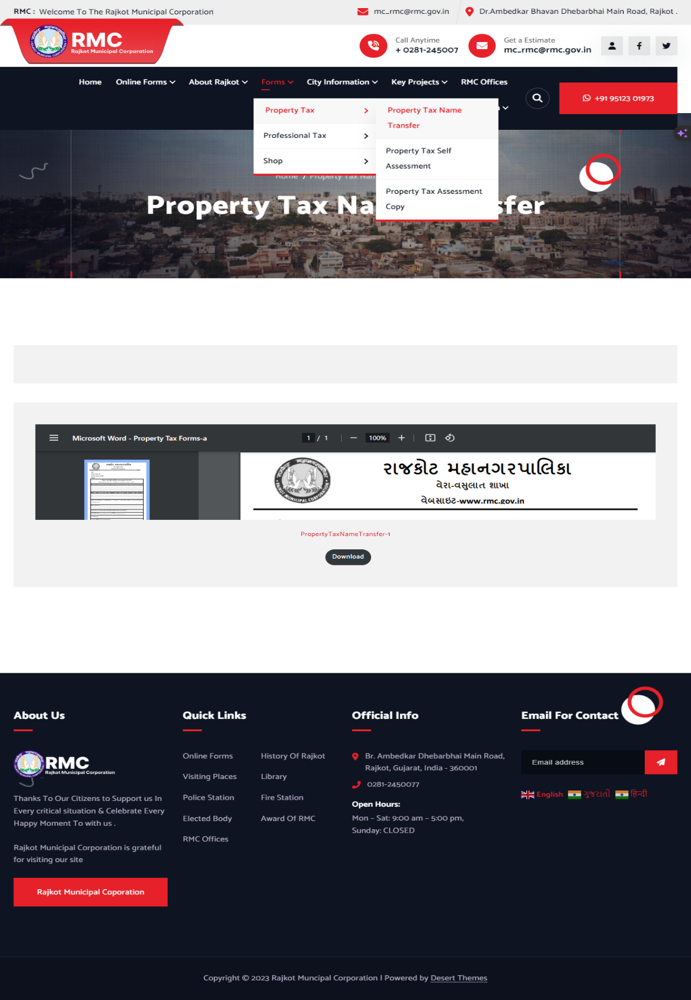 RMC : Welcome To The Rajkot Municipal Corporation
mc_rmc@rmc.gov.in
Dr.Ambedkar Bhavan Dhebarbhai Main Road, Rajkot .
RMC
Rajkot Municipal Corporation
Call Anytime
+ 0281-245007
Get a Estimate
mc_rmc@rmc.gov.in
Home
Online Forms
About Rajkot
Forms
City Information
Key Projects
RMC Offices
+91 95123 01973
Property Tax
Professional Tax
Shop
Property Tax Name
Transfer
Property Tax Self
Assessment
Property Tax Assessment
Copy
Home / Property Tax Nam
Property Tax Na sfer
Microsoft Word - Property Tax Forms-a
1 / 1
100%
રાજકોટ મહાનગરપાલિકા
વેરા-વસુલાત શાખા
વેબસાઇટ-www.rmc.gov.in
PropertyTaxNameTransfer-1
Download
About Us
RMC
Rajkot Municipal Corporation
Thanks To Our Citizens to Support us In
Every critical situation & Celebrate Every
Happy Moment To with us .
Rajkot Municipal Corporation is grateful
for visiting our site
Rajkot Municipal Coporation
Quick Links
Online Forms
Visiting Places
Police Station
Elected Body
RMC Offices
History Of Rajkot
Library
Fire Station
Award Of RMC
Official Info
Br. Ambedkar Dhebarbhai Main Road,
Rajkot, Gujarat, India - 360001
0281-2450077
Open Hours:
Mon – Sat: 9:00 am – 5:00 pm,
Sunday: CLOSED
Email For Contact
Email address
English ગુજરાતી हिन्दी
Copyright © 2023 Rajkot Muncipal Corporation | Powered by Desert Themes